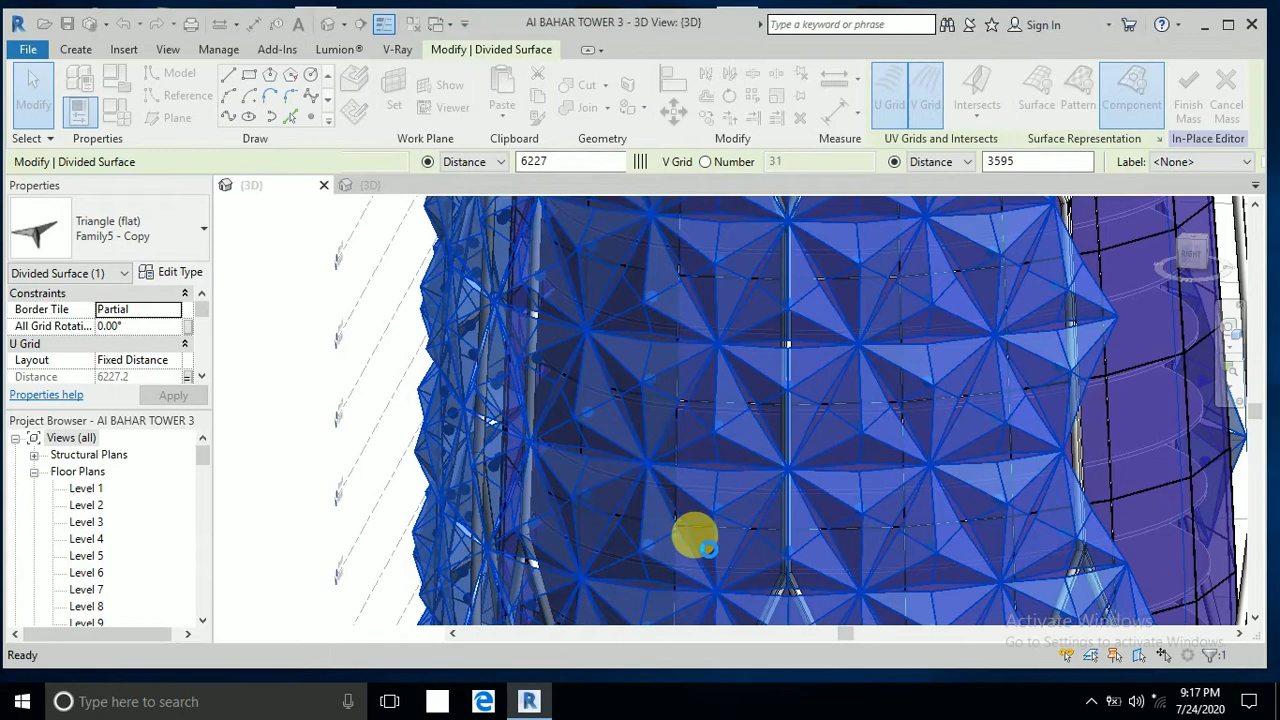 AI BAHAR TOWER 3 - 3D View: {3D}
Type a keyword or phrase
Sign In
File Create Insert View Manage Add-Ins Lumion® V-Ray Modify | Divided Surface
Modify
Model
Reference
Plane
Set
Show
Viewer
Paste
Cut
Join
U Grid
V Grid
Intersects
Surface
Pattern
Component
Finish Mass
Cancel Mass
Select
Properties
Draw
Work Plane
Clipboard
Geometry
Modify
Measure
UV Grids and Intersects
Surface Representation
In-Place Editor
Modify | Divided Surface
Distance
6227
V Grid
Number
31
Distance
3595
Label: <None>
Properties
{3D}
{3D}
Triangle (flat)
Family5 - Copy
Divided Surface (1)
Edit Type
Constraints
Border Tile Partial
All Grid Rotati... 0.00°
U Grid
Layout Fixed Distance
Distance 6227.2
Properties help
Apply
Project Browser - AI BAHAR TOWER 3
Views (all)
Structural Plans
Floor Plans
Level 1
Level 2
Level 3
Level 4
Level 5
Level 6
Level 7
Level 8
Level 9
RIGHT
Activate Windows
Go to Settings to activate Windows.
Ready
:1
Type here to search
9:17 PM
7/24/2020